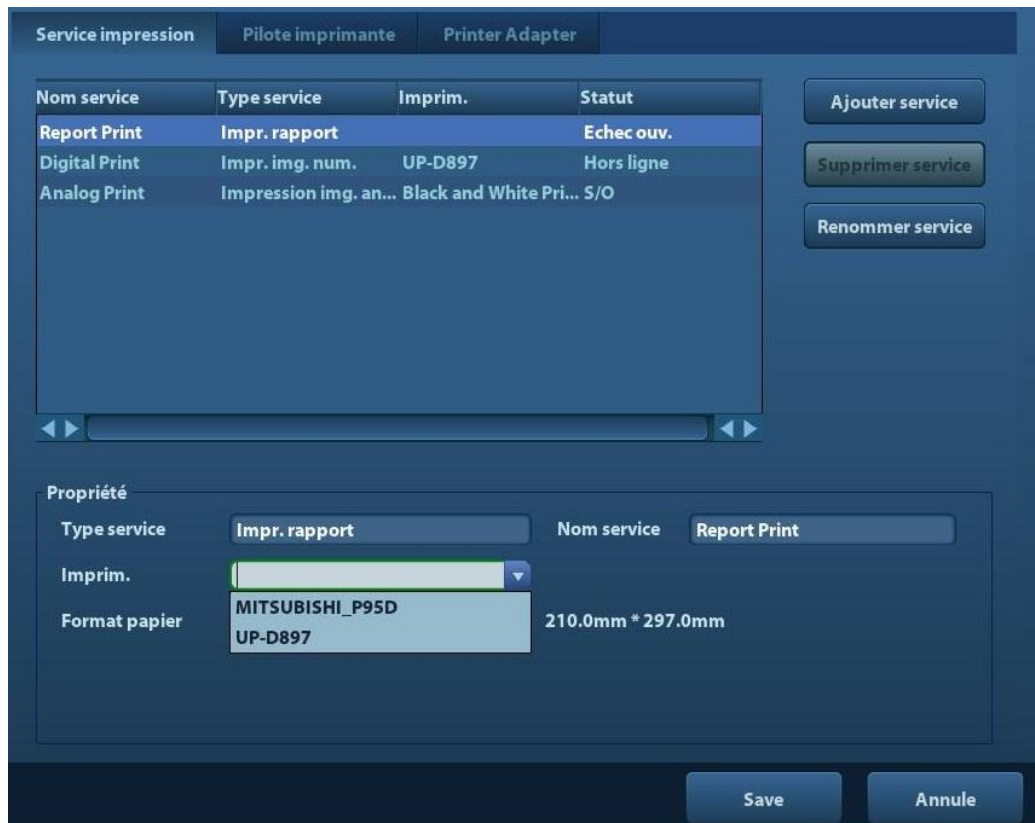 Service impression Pilote imprimante Printer Adapter
Nom service Type service Imprim. Statut
Report Print Impr. rapport Echec ouv.
Digital Print Impr. img. num. UP-D897 Hors ligne
Analog Print Impression img. an... Black and White Pri... S/O
Ajouter service
Supprimer service
Renommer service
Propriété
Type service Impr. rapport Nom service Report Print
Imprim.
MITSUBISHI_P95D
Format papier 210.0mm * 297.0mm
UP-D897
Save Annule